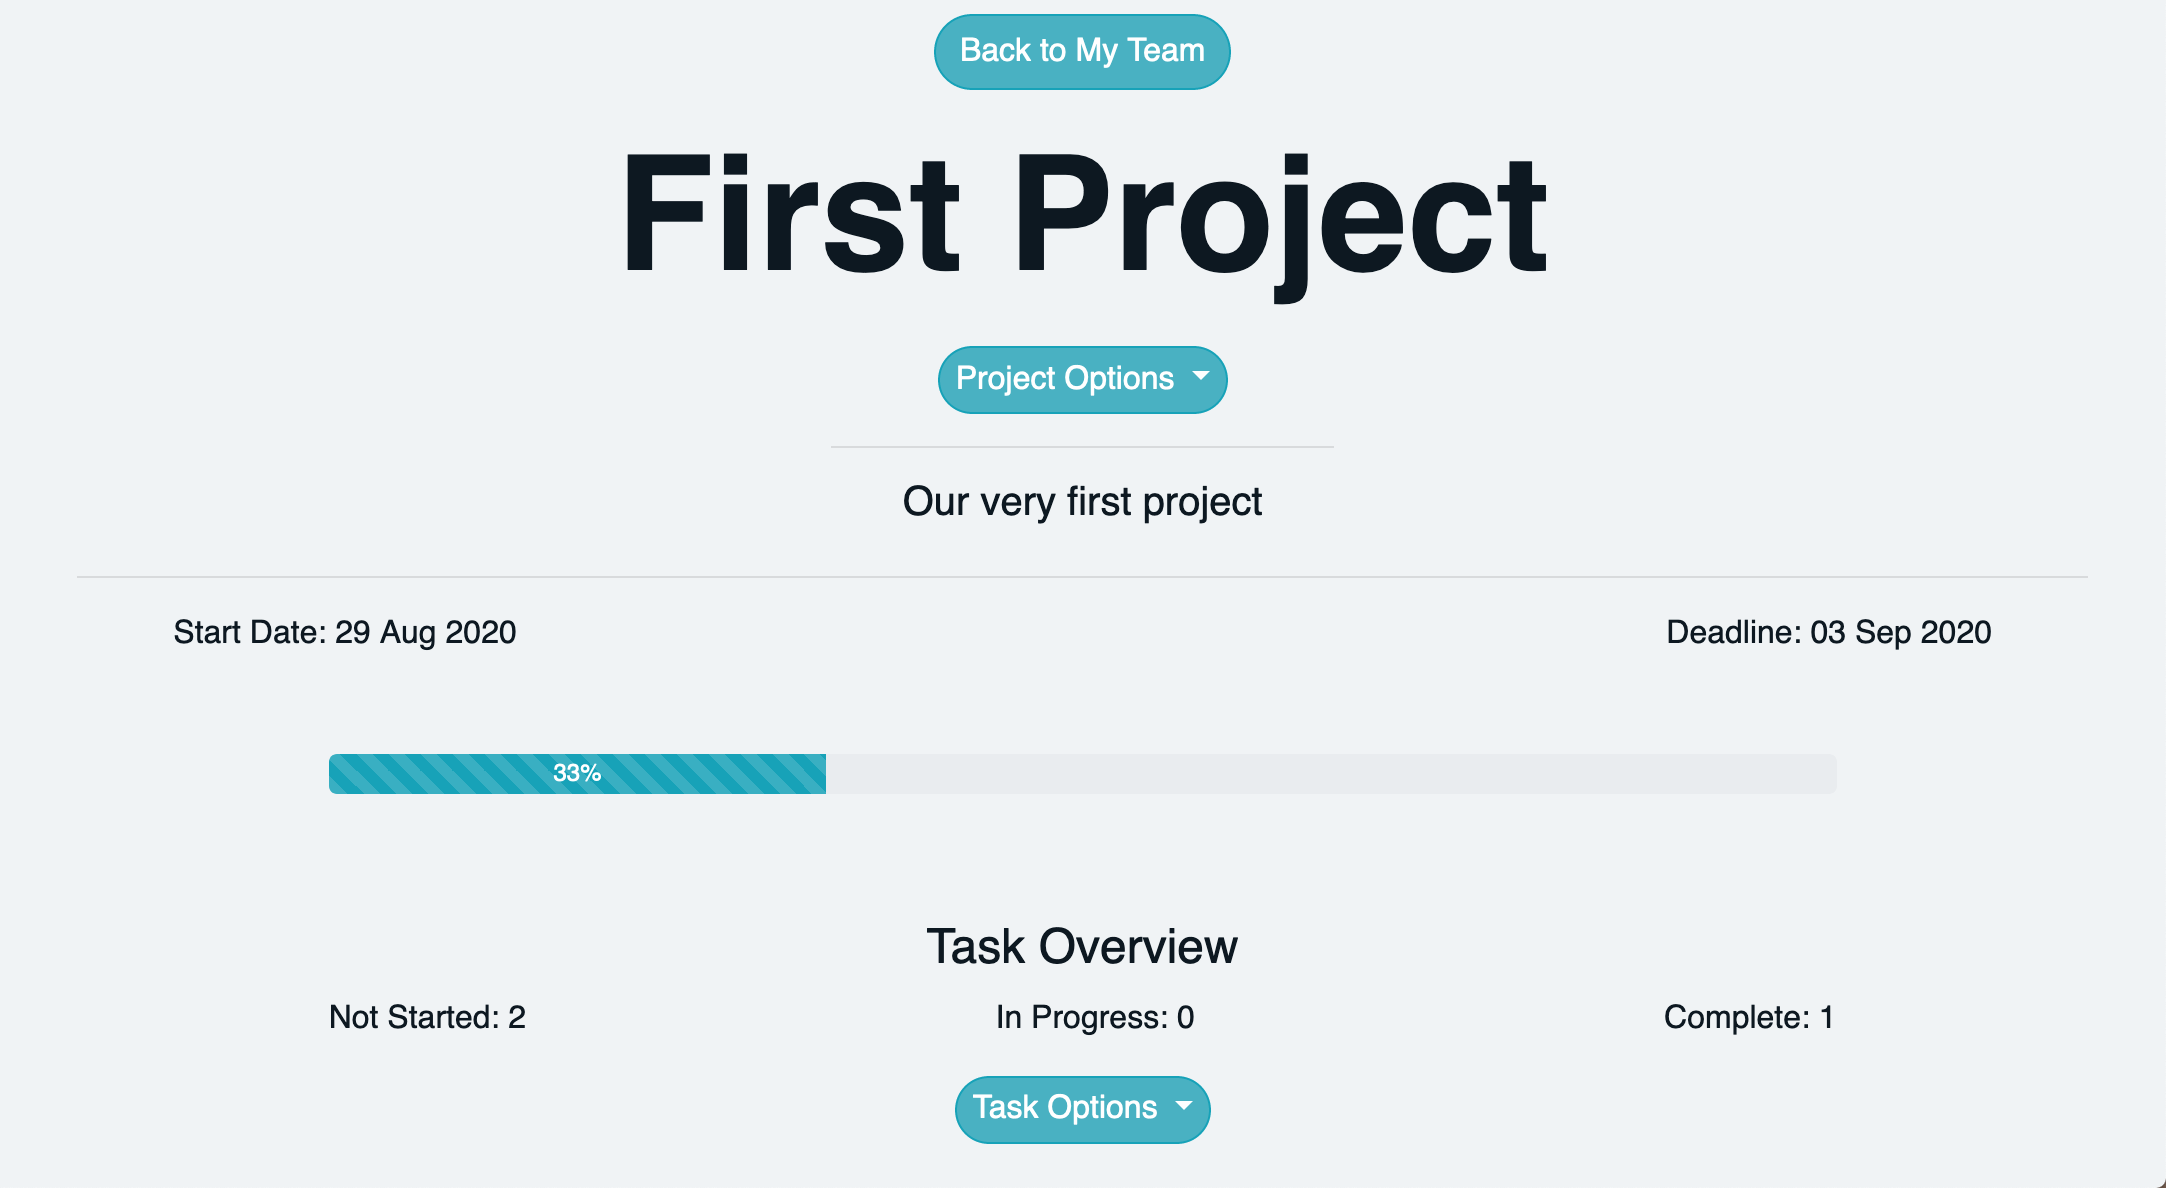 Back to My Team
First Project
Project Options
Our very first project
Start Date: 29 Aug 2020
Deadline: 03 Sep 2020
33%
Task Overview
Not Started: 2
In Progress: 0
Complete: 1
Task Options